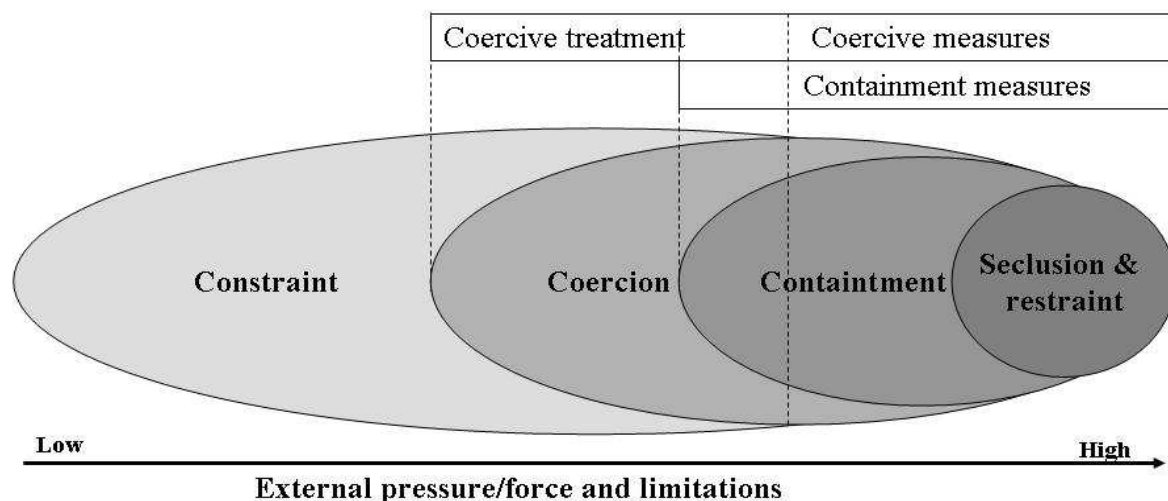 Coercive treatment
Coercive measures
Containment measures
Constraint
Coercion
Containtment
Seclusion &
restraint
Low
High
External pressure/force and limitations